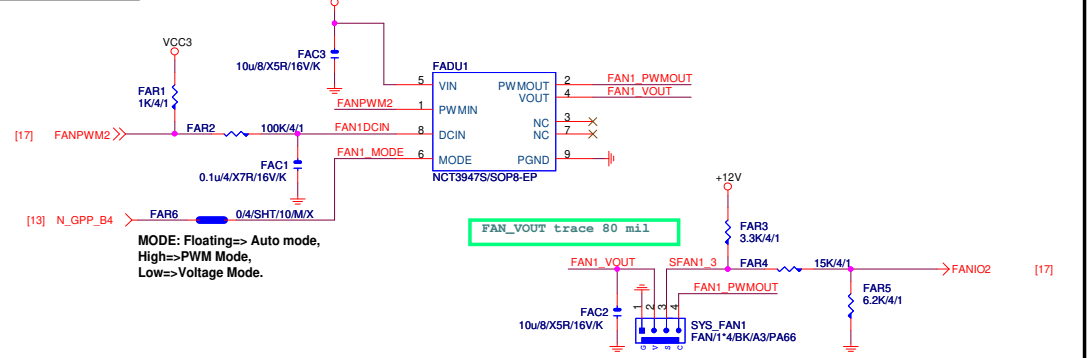 VCC3
FAC3
10u/8/X5R/16V/K
FADU1
FAR1
1K/4/1
5
VIN
PWMOUT
2
FAN1_PWMOUT
VOUT
4
FAN1_VOUT
FANPWM2
1
PWMIN
NC
3
[17]
FANPWM2
FAR2
100K/4/1
FAN1DCIN
8
DCIN
NC
7
FAC1
0.1u/4/X7R/16V/K
FAN1_MODE
6
MODE
PGND
9
NCT3947S/SOP8-EP
[13]
N_GPP_B4
FAR6
0/4/SHT/10/M/X
MODE: Floating=> Auto mode,
High=>PWM Mode,
Low=>Voltage Mode.
FAN_VOUT trace 80 mil
+12V
FAR3
3.3K/4/1
FAN1_VOUT
SFAN1_3
FAR4
15K/4/1
FANIO2
[17]
FAN1_PWMOUT
FAR5
6.2K/4/1
FAC2
10u/8/X5R/16V/K
1
2
3
4
G
V
S
C
SYS_FAN1
FAN/1*4/BK/A3/PA66